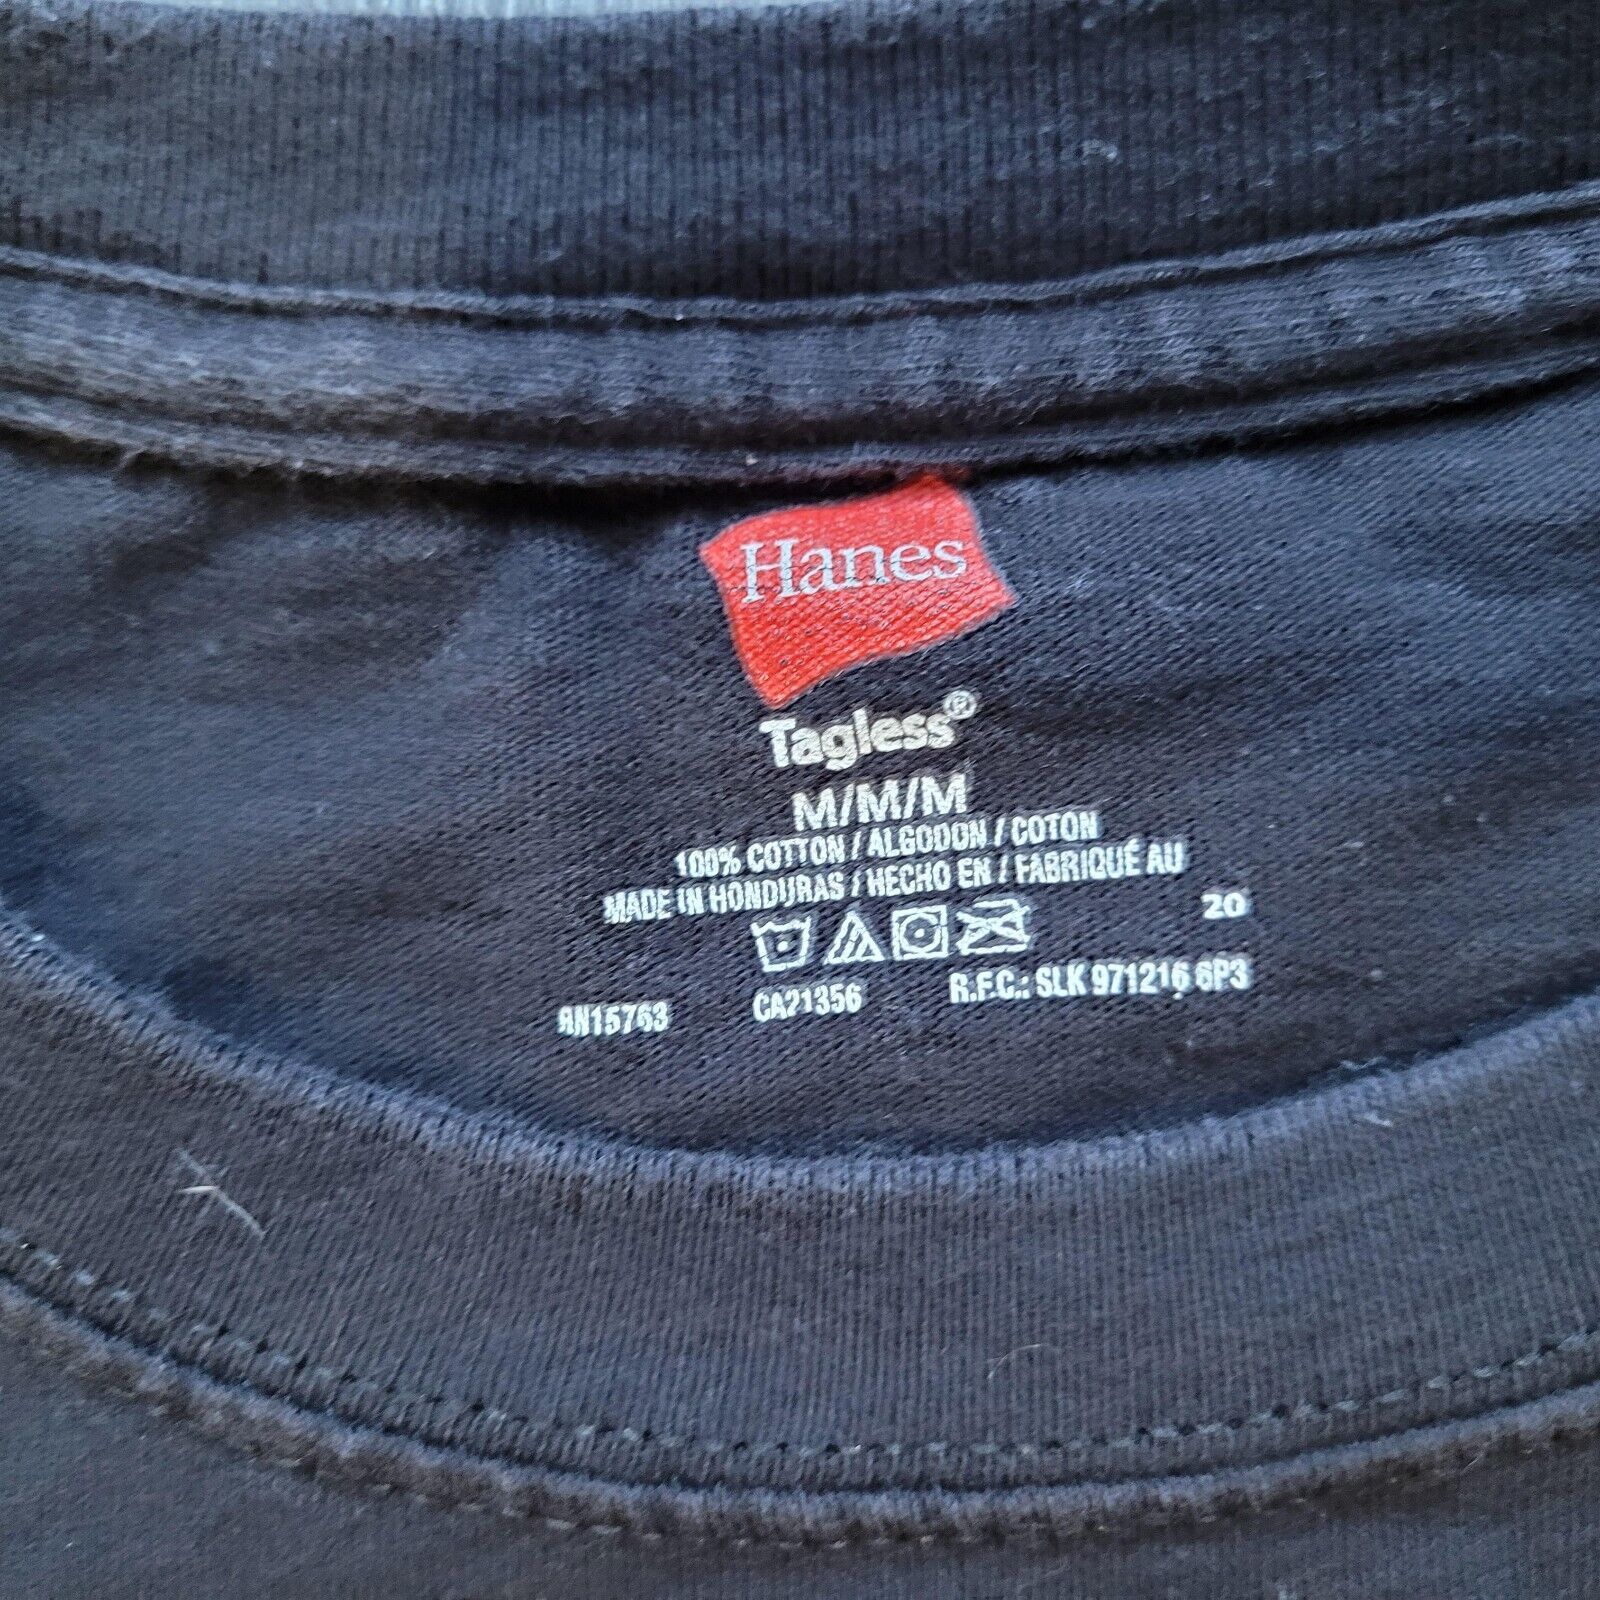 Hanes
Tagless®
M/M/M
100% COTTON / ALGODON / COTON
MADE IN HONDURAS / HECHO EN / FABRIQUÉ AU
20
RN15763 CA21356 R.F.C.: SLK 971216 6P3